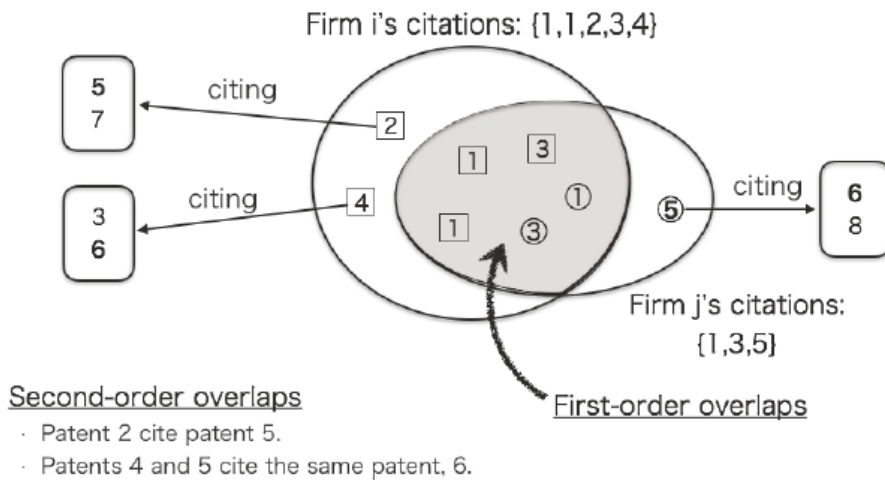 Firm i's citations: {1,1,2,3,4}
5
7
citing
2
1
3
1
citing
6
8
3
6
citing
4
1
3
5
Firm j's citations:
{1,3,5}
Second-order overlaps
First-order overlaps
· Patent 2 cite patent 5.
· Patents 4 and 5 cite the same patent, 6.